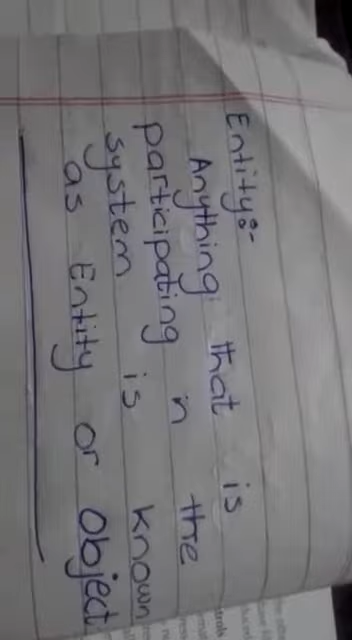 Entity:-
Anything that is
participating in the
system is known
as Entity or Object